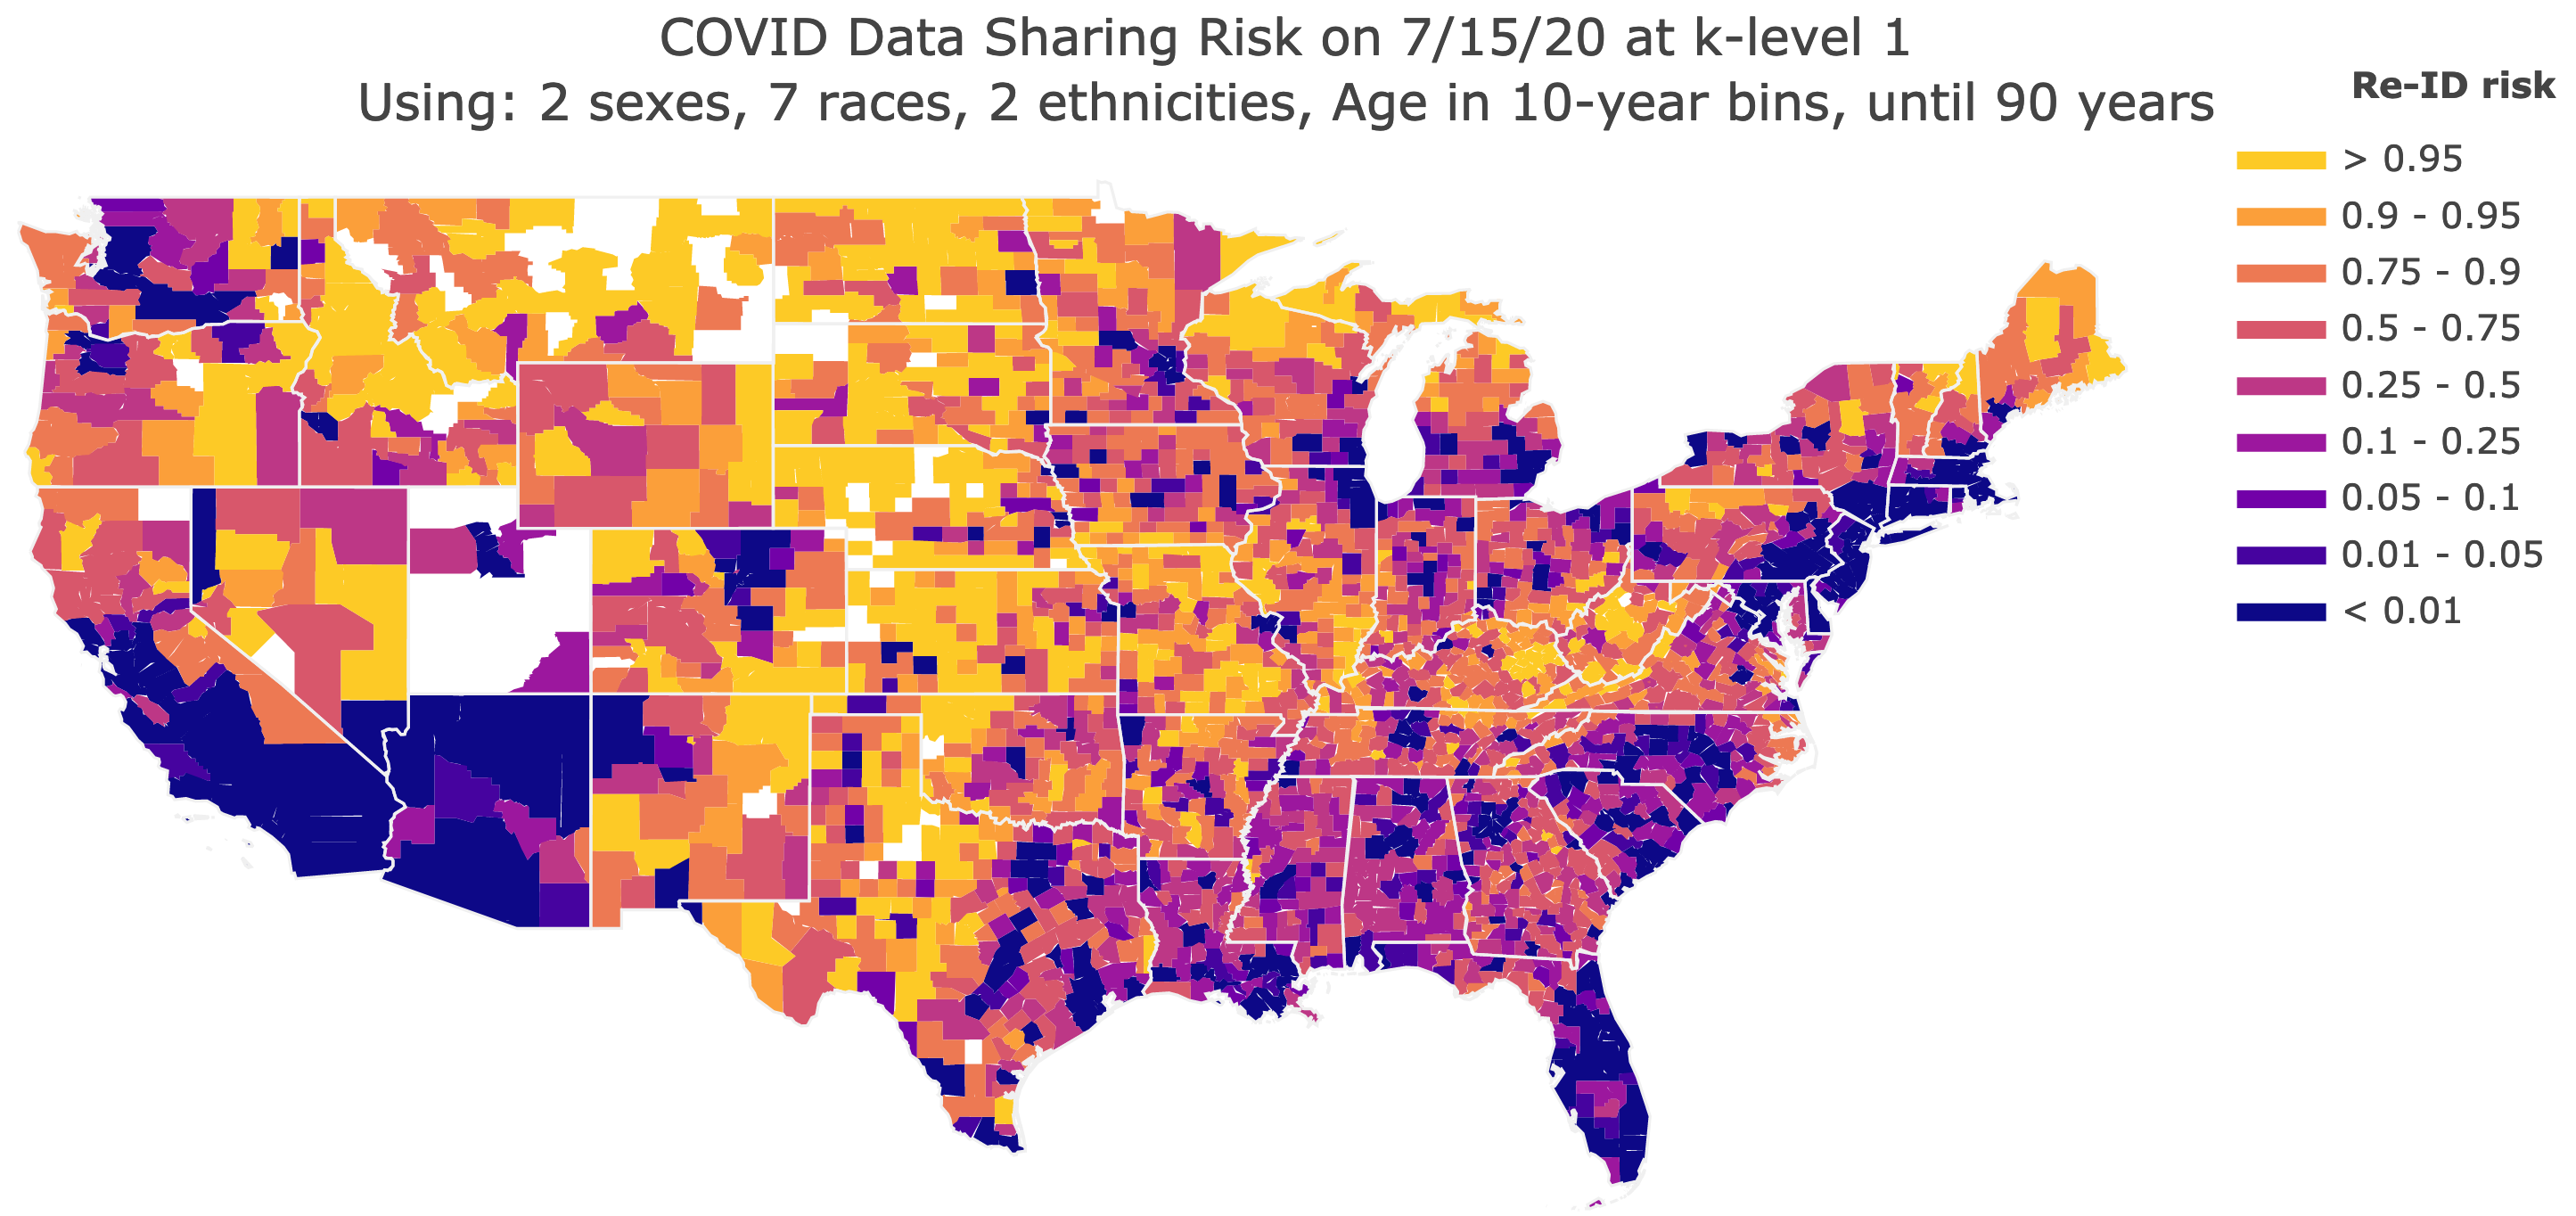 COVID Data Sharing Risk on 7/15/20 at k-level 1
Using: 2 sexes, 7 races, 2 ethnicities, Age in 10-year bins, until 90 years
Re-ID risk
> 0.95
0.9 - 0.95
0.75 - 0.9
0.5 - 0.75
0.25 - 0.5
0.1 - 0.25
0.05 - 0.1
0.01 - 0.05
< 0.01